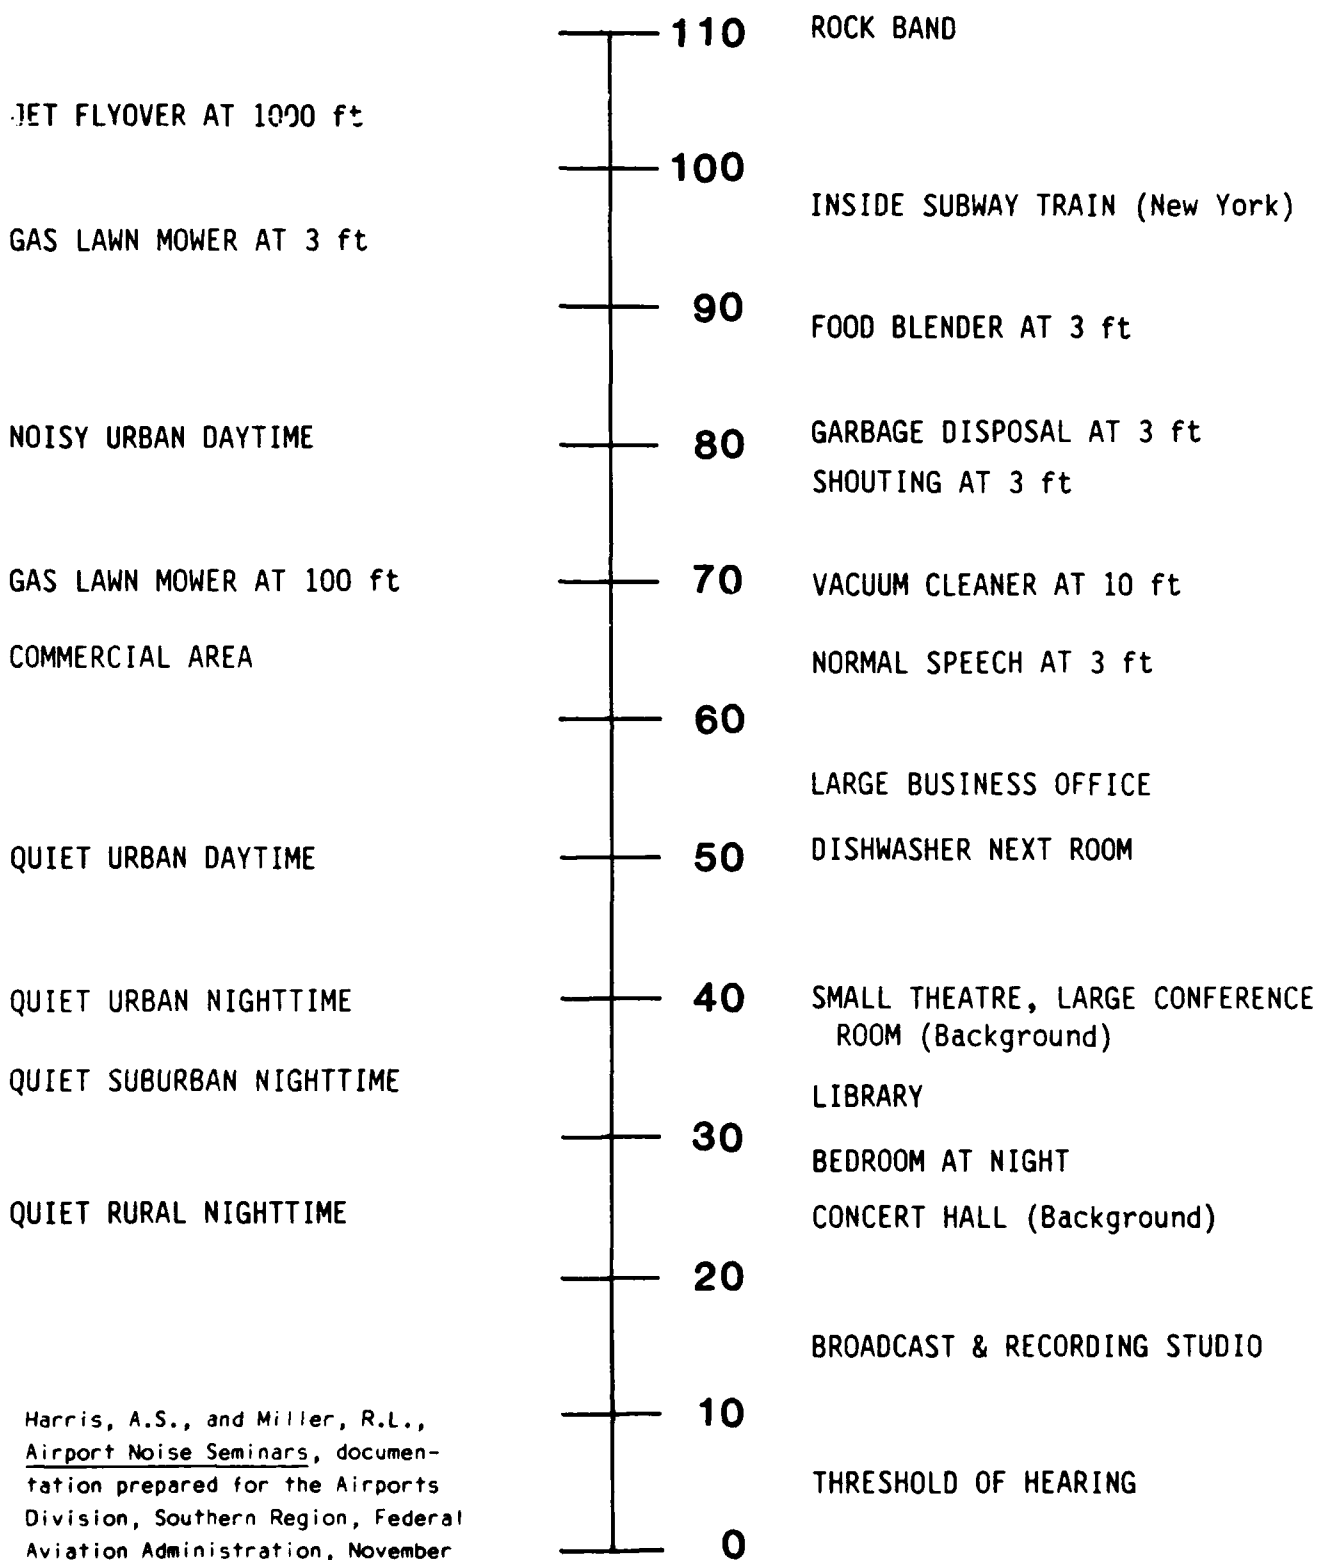 110 ROCK BAND
JET FLYOVER AT 1000 ft
100
INSIDE SUBWAY TRAIN (New York)
GAS LAWN MOWER AT 3 ft
90
FOOD BLENDER AT 3 ft
NOISY URBAN DAYTIME 80 GARBAGE DISPOSAL AT 3 ft
SHOUTING AT 3 ft
GAS LAWN MOWER AT 100 ft 70 VACUUM CLEANER AT 10 ft
COMMERCIAL AREA NORMAL SPEECH AT 3 ft
60
LARGE BUSINESS OFFICE
QUIET URBAN DAYTIME 50 DISHWASHER NEXT ROOM
QUIET URBAN NIGHTTIME 40 SMALL THEATRE, LARGE CONFERENCE
ROOM (Background)
QUIET SUBURBAN NIGHTTIME LIBRARY
30
BEDROOM AT NIGHT
QUIET RURAL NIGHTTIME CONCERT HALL (Background)
20
BROADCAST & RECORDING STUDIO
10
THRESHOLD OF HEARING
0
Harris, A.S., and Miller, R.L.,
Airport Noise Seminars, documen-
tation prepared for the Airports
Division, Southern Region, Federal
Aviation Administration, November